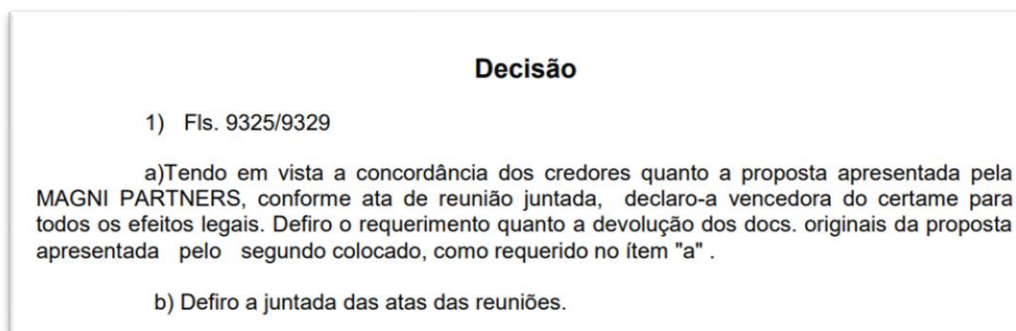 Decisão
1) Fls. 9325/9329
a)Tendo em vista a concordância dos credores quanto a proposta apresentada pela
MAGNI PARTNERS, conforme ata de reunião juntada, declaro-a vencedora do certame para
todos os efeitos legais. Defiro o requerimento quanto a devolução dos docs. originais da proposta
apresentada pelo segundo colocado, como requerido no ítem "a" .
b) Defiro a juntada das atas das reuniões.